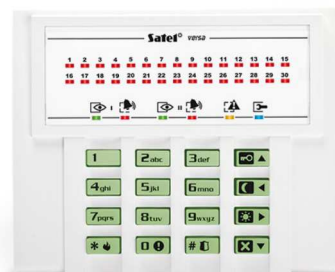 Satel® versa
1 2 3 4 5 6 7 8 9 10 11 12 13 14 15
16 17 18 19 20 21 22 23 24 25 26 27 28 29 30
I II
1 2abc 3def
4ghi 5jkl 6mno
7pqrs 8tuv 9wxyz
* 0 #